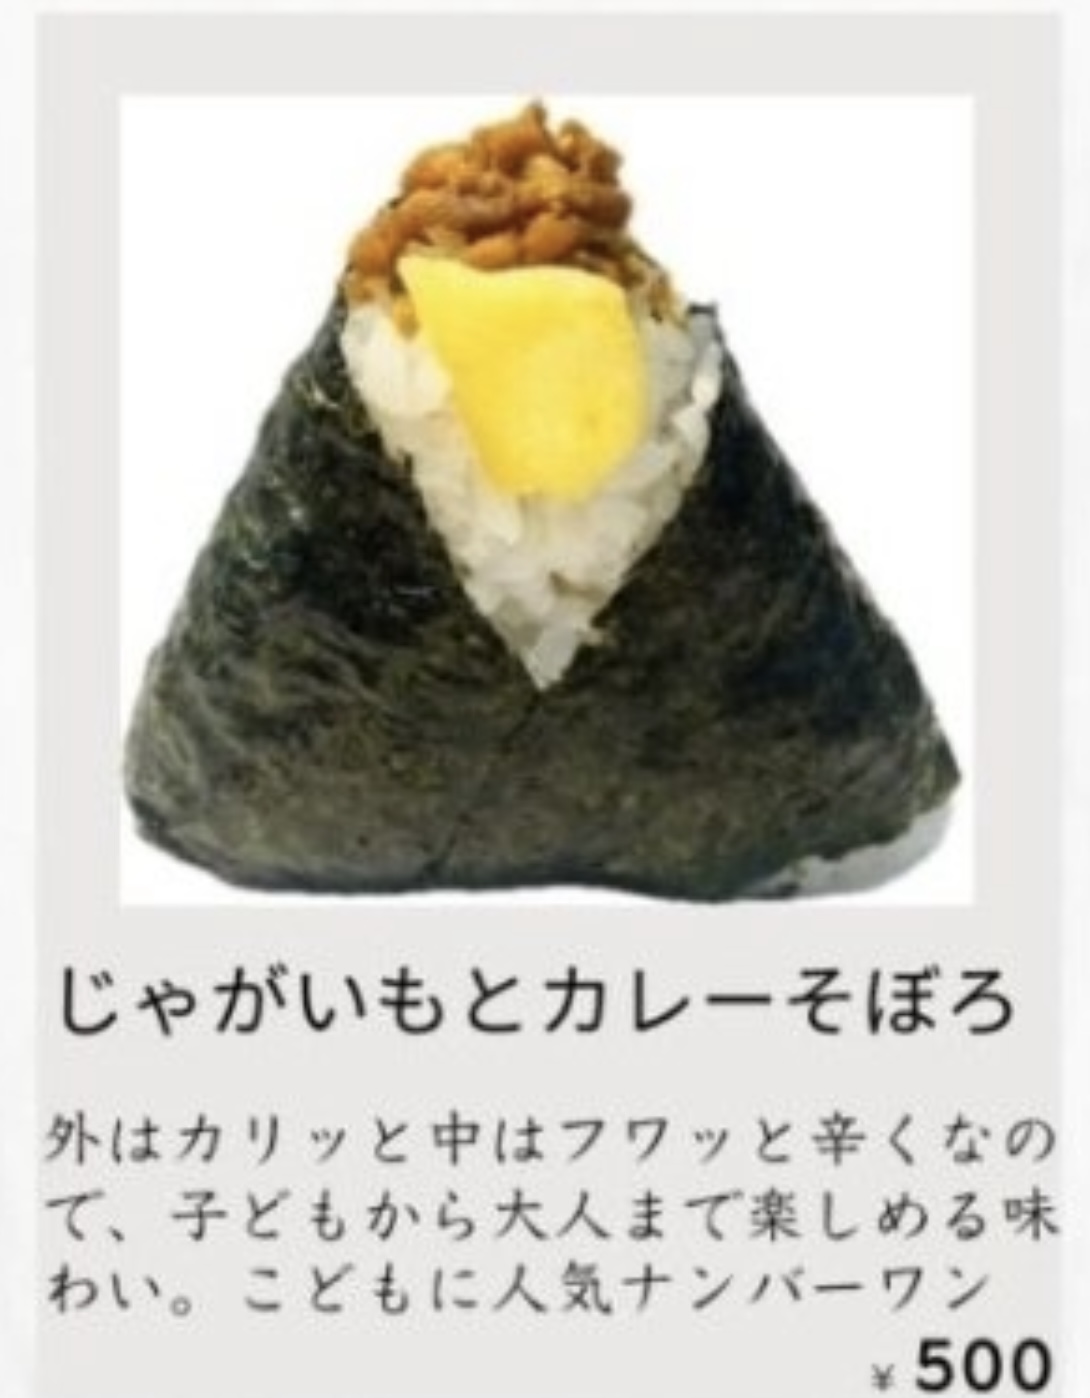 じゃがいもとカレーそぼろ
外はカリッと中はフワッと辛くなの
て、子どもから大人まで楽しめる味
わい。こどもに人気ナンバーワン
¥ 500